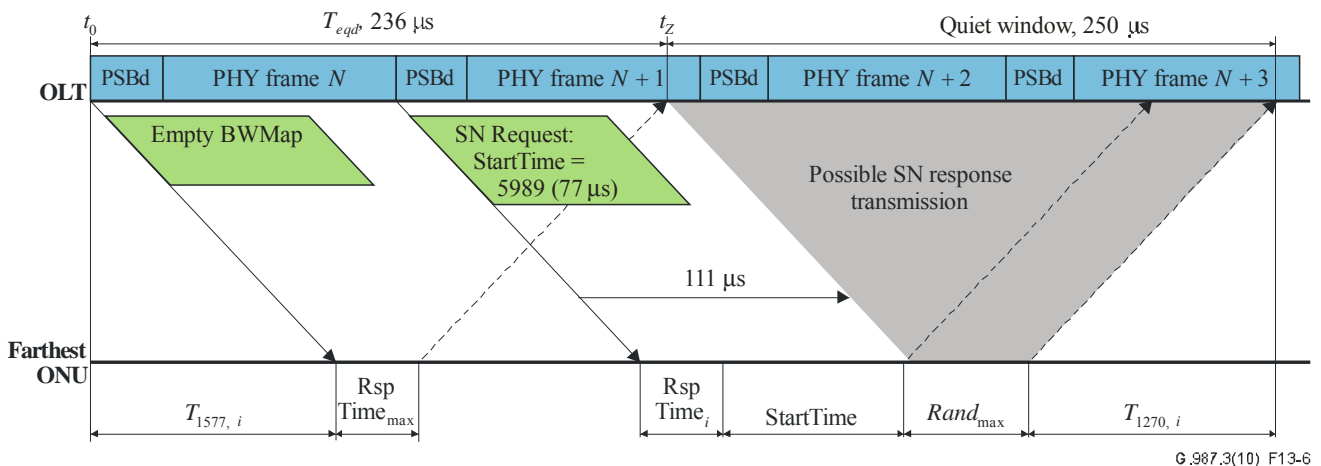 t0 Teqd, 236 µs tZ Quiet window, 250 µs
PSBd PHY frame N PSBd PHY frame N + 1 PSBd PHY frame N + 2 PSBd PHY frame N + 3
OLT
Empty BWMap
SN Request:
StartTime =
5989 (77 µs)
Possible SN response
transmission
111 µs
Farthest
ONU
T1577, i
Rsp
Timemax
Rsp
Timei
StartTime
Randmax
T1270, i
G.987.3(10)_F13-6